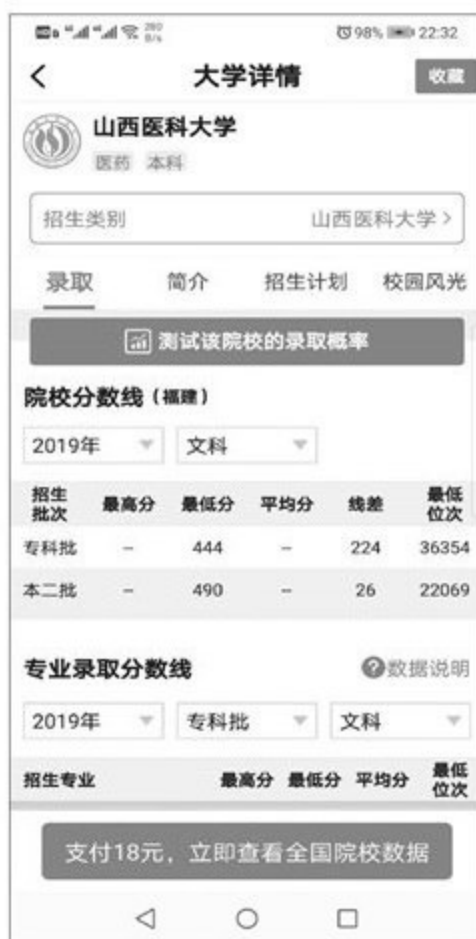 HD 46 46 280 B/s 98% 22:32
大学详情 收藏
山西医科大学
医药 本科
招生类别 山西医科大学
录取 简介 招生计划 校园风光
测试该院校的录取概率
院校分数线（福建）
2019年 文科
招生批次 最高分 最低分 平均分 线差 最低位次
专科批 - 444 - 224 36354
本二批 - 490 - 26 22069
专业录取分数线 ?数据说明
2019年 专科批 文科
招生专业 最高分 最低分 平均分 最低位次
支付18元，立即查看全国院校数据